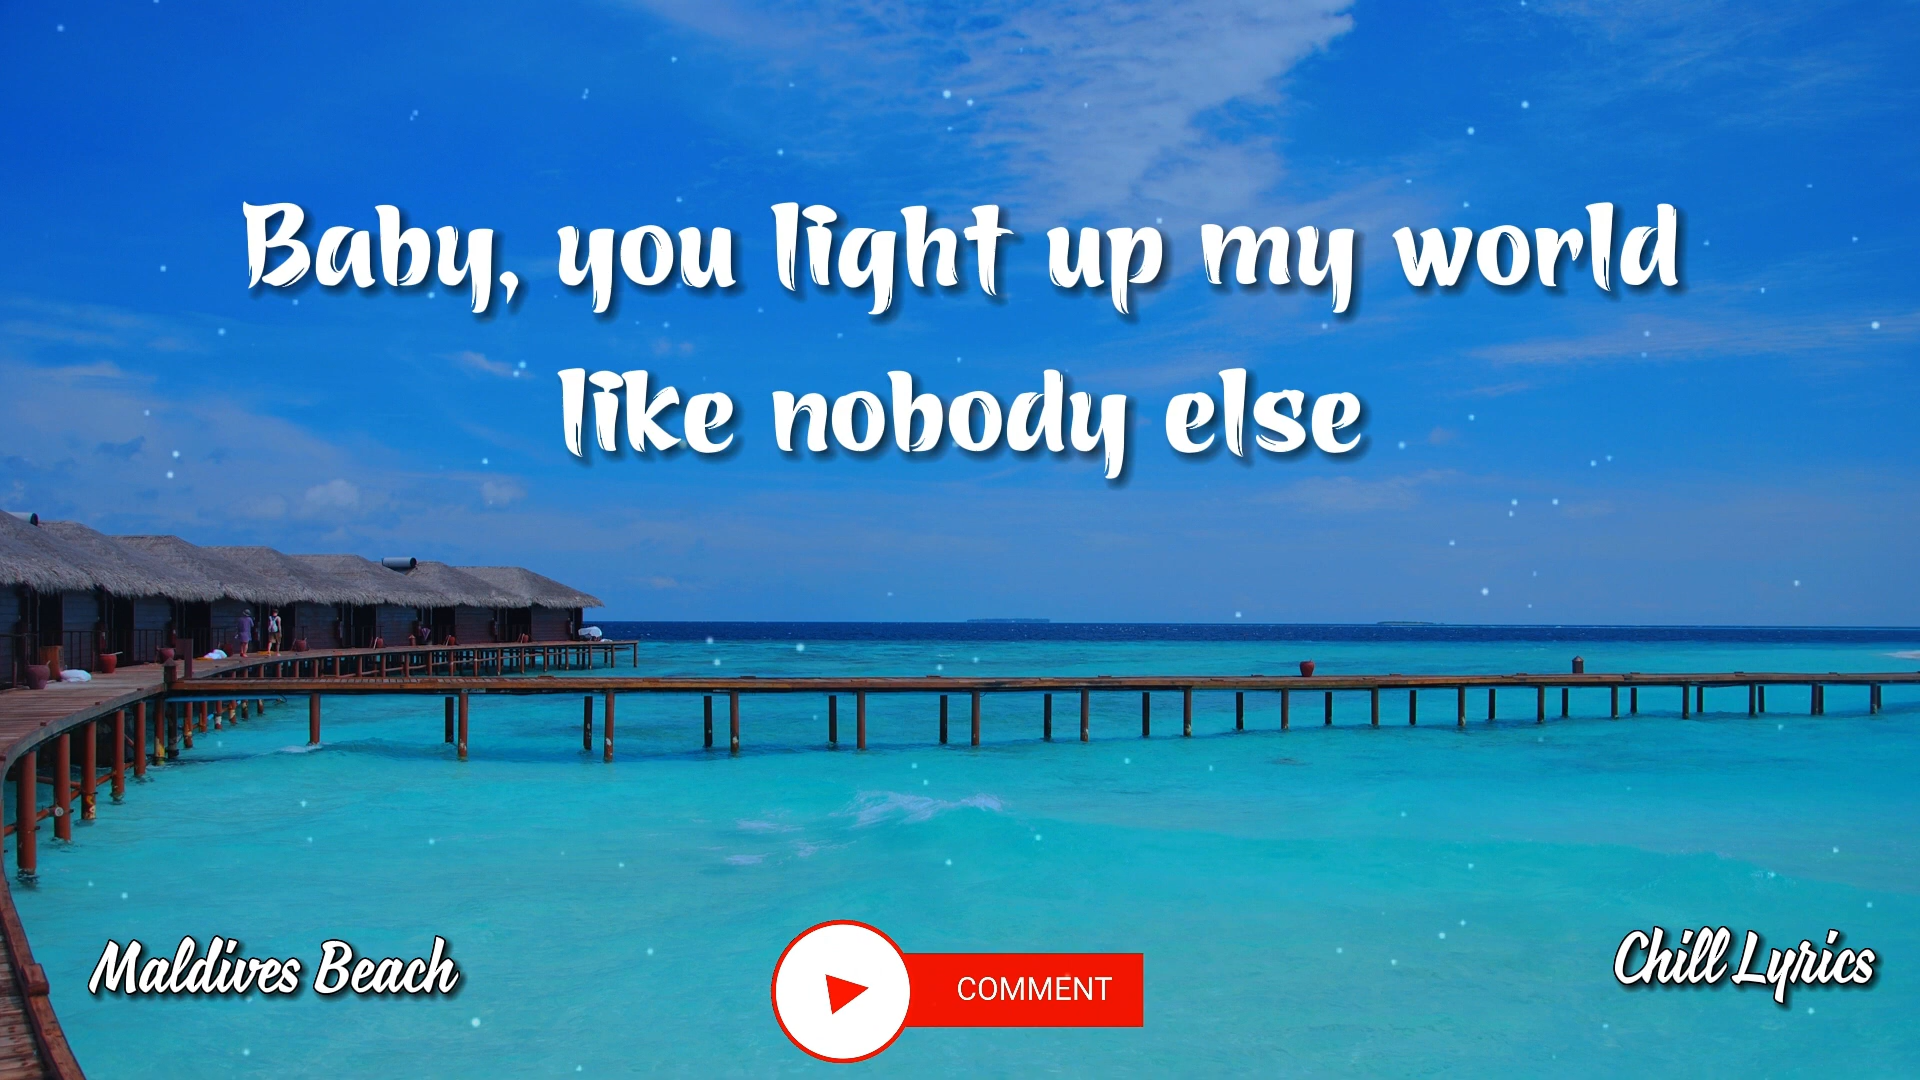 Baby, you light up my world
like nobody else
Maldives Beach
COMMENT
Chill Lyrics